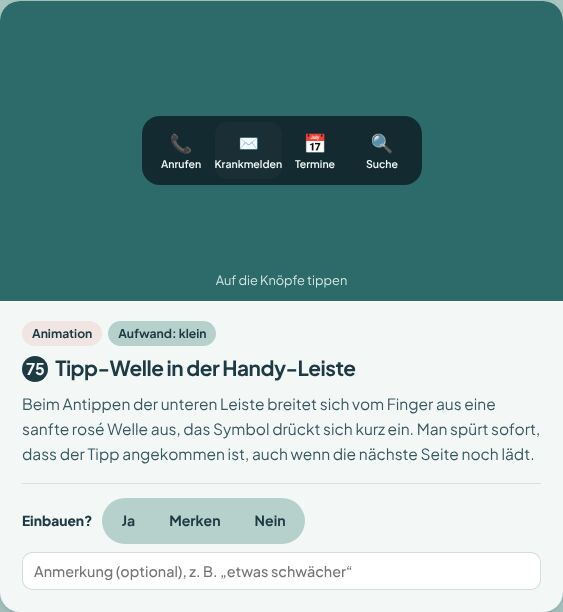 Anrufen Krankmelden Termine Suche
Auf die Knöpfe tippen
Animation Aufwand: klein
75 Tipp-Welle in der Handy-Leiste
Beim Antippen der unteren Leiste breitet sich vom Finger aus eine
sanfte rosé Welle aus, das Symbol drückt sich kurz ein. Man spürt sofort,
dass der Tipp angekommen ist, auch wenn die nächste Seite noch lädt.
Einbauen? Ja Merken Nein
Anmerkung (optional), z. B. „etwas schwächer“